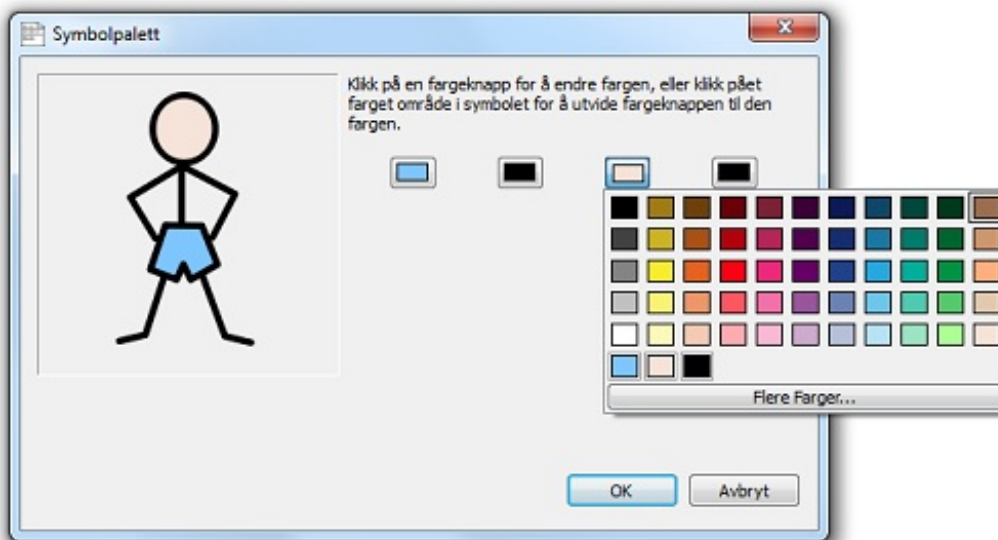 Symbolpalett
Klikk på en fargeknapp for å endre fargen, eller klikk pået
farget område i symbolet for å utvide fargeknappen til den
fargen.
Flere Farger...
OK
Avbryt